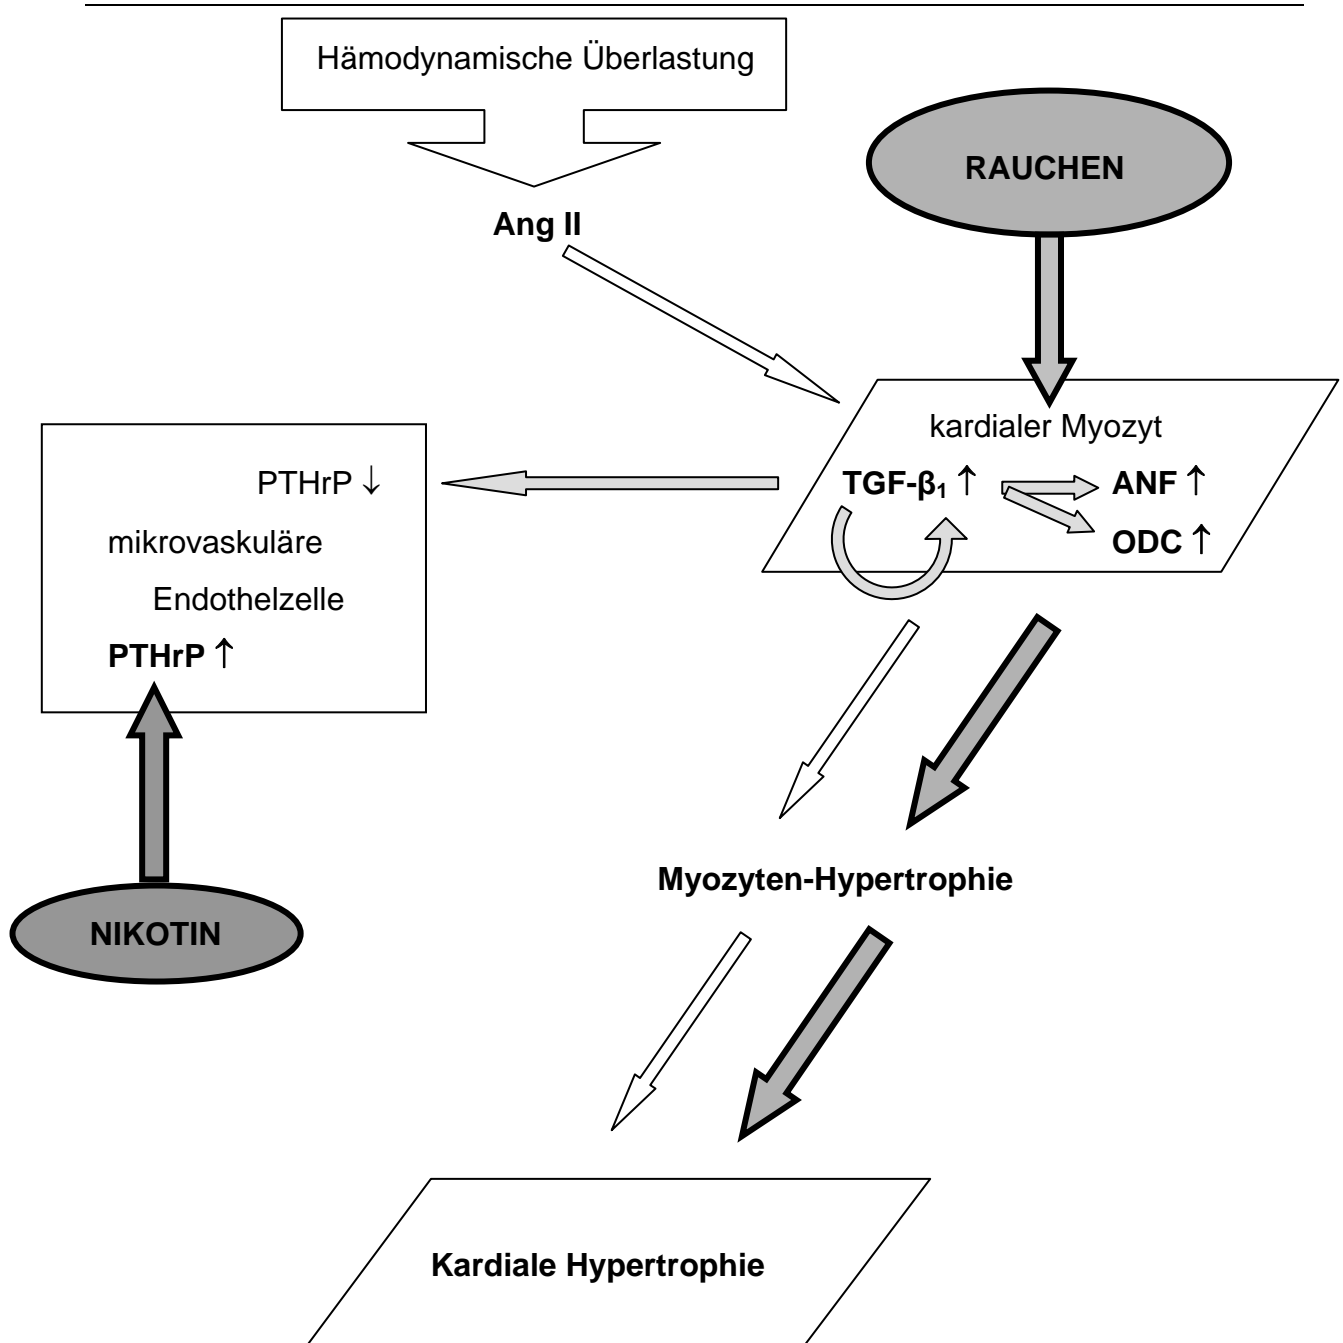 Hämodynamische Überlastung
RAUCHEN
Ang II
kardialer Myozyt
TGF-β₁ ↑ ANF ↑
ODC ↑
PTHrP ↓
mikrovaskuläre
Endothelzelle
PTHrP ↑
Myozyten-Hypertrophie
NIKOTIN
Kardiale Hypertrophie